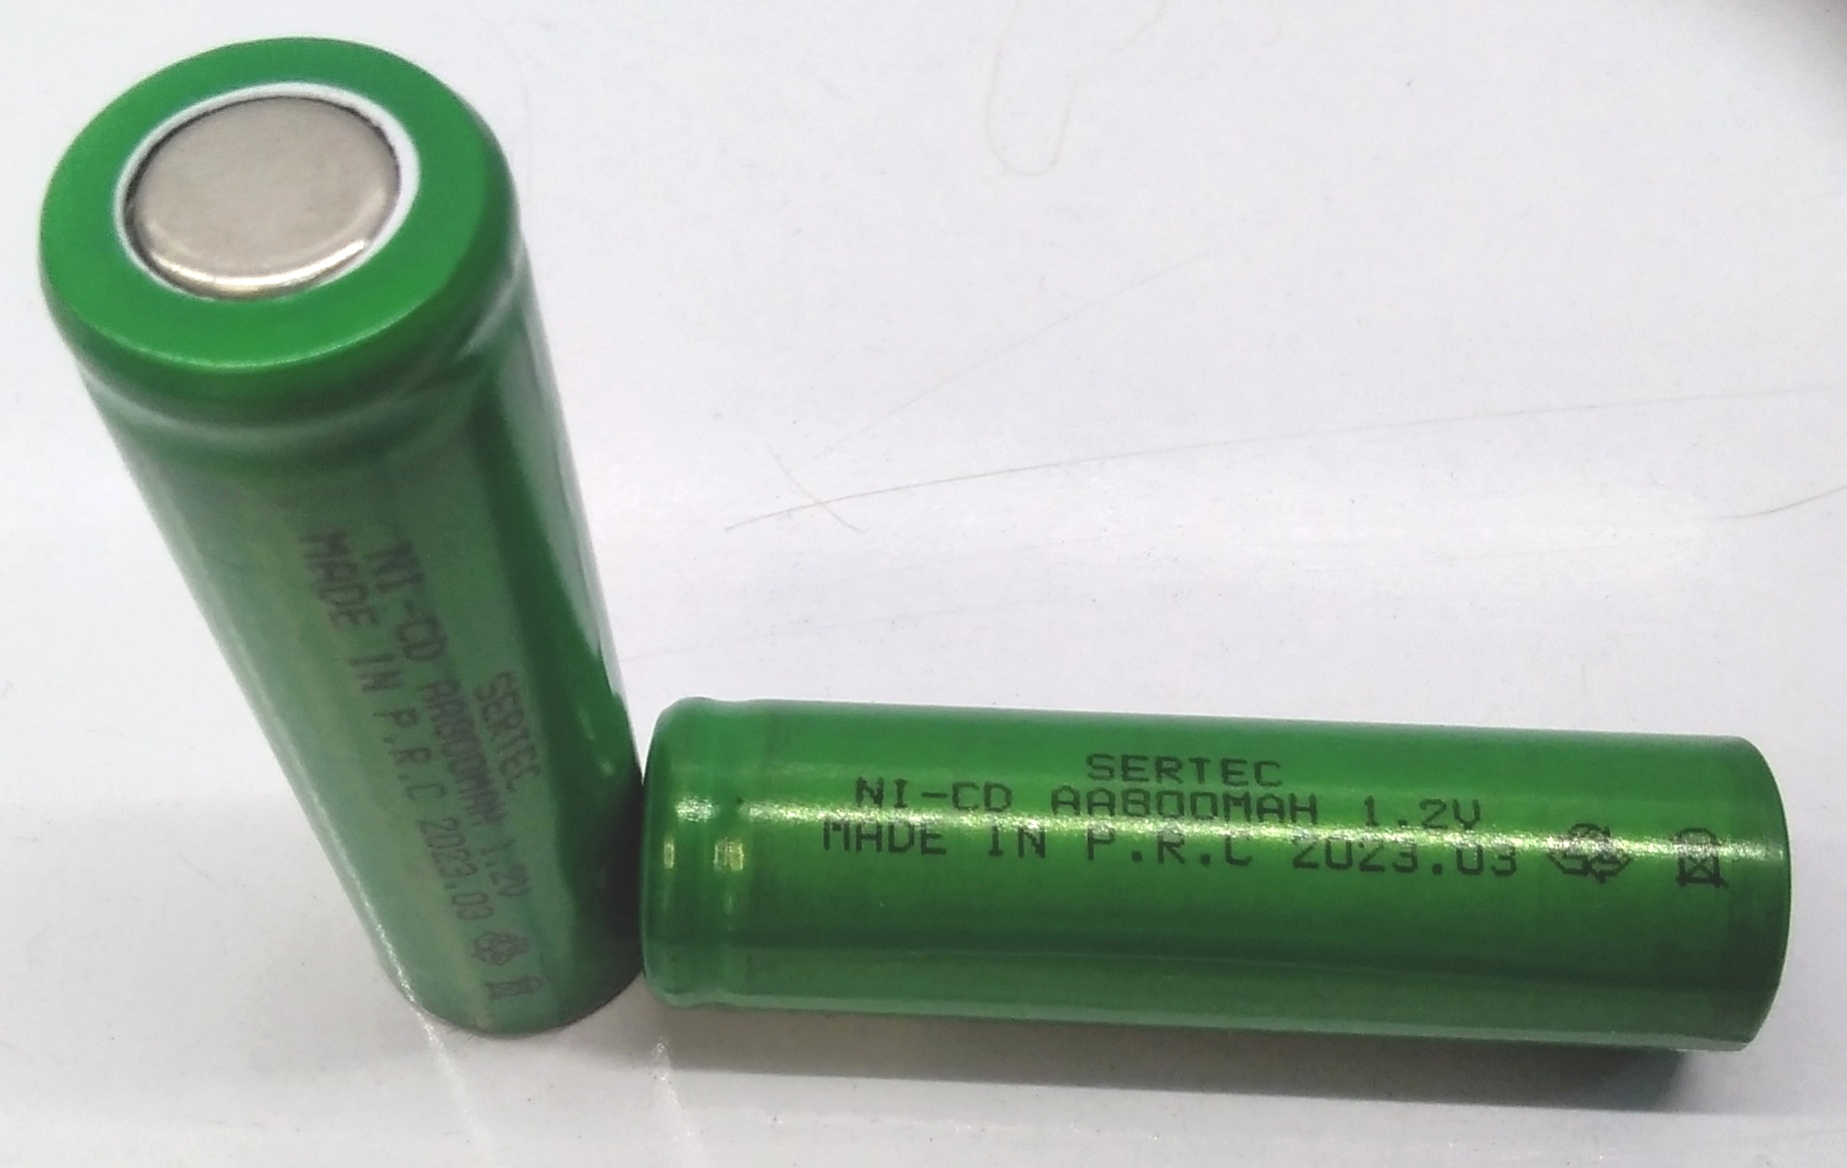 NI-CD AA800MAH 1.2V
MADE IN P.R.C 2023.03
SERTEC
SERTEC
NI-CD AA800MAH 1.2V
MADE IN P.R.C 2023.03